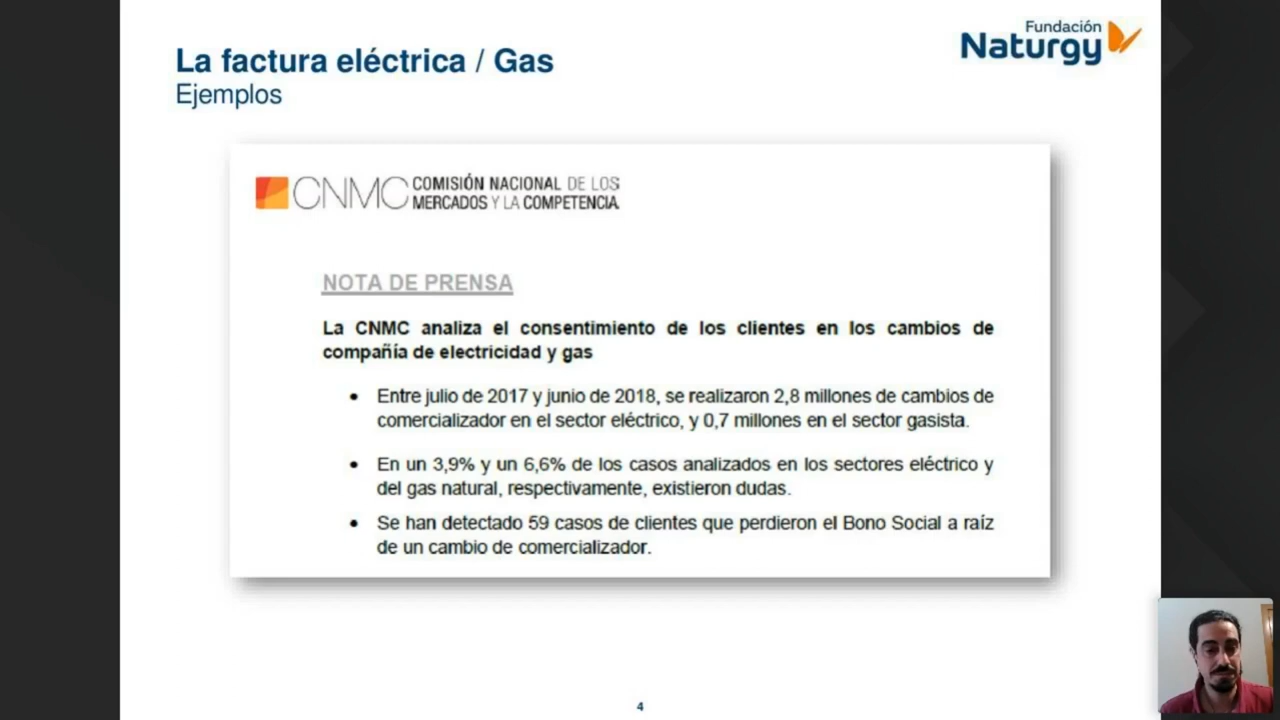 La factura eléctrica / Gas
Ejemplos
Fundación
Naturgy
CNMC COMISIÓN NACIONAL DE LOS
MERCADOS Y LA COMPETENCIA
NOTA DE PRENSA
La CNMC analiza el consentimiento de los clientes en los cambios de
compañía de electricidad y gas
• Entre julio de 2017 y junio de 2018, se realizaron 2,8 millones de cambios de
comercializador en el sector eléctrico, y 0,7 millones en el sector gasista.
• En un 3,9% y un 6,6% de los casos analizados en los sectores eléctrico y
del gas natural, respectivamente, existieron dudas.
• Se han detectado 59 casos de clientes que perdieron el Bono Social a raíz
de un cambio de comercializador.
4